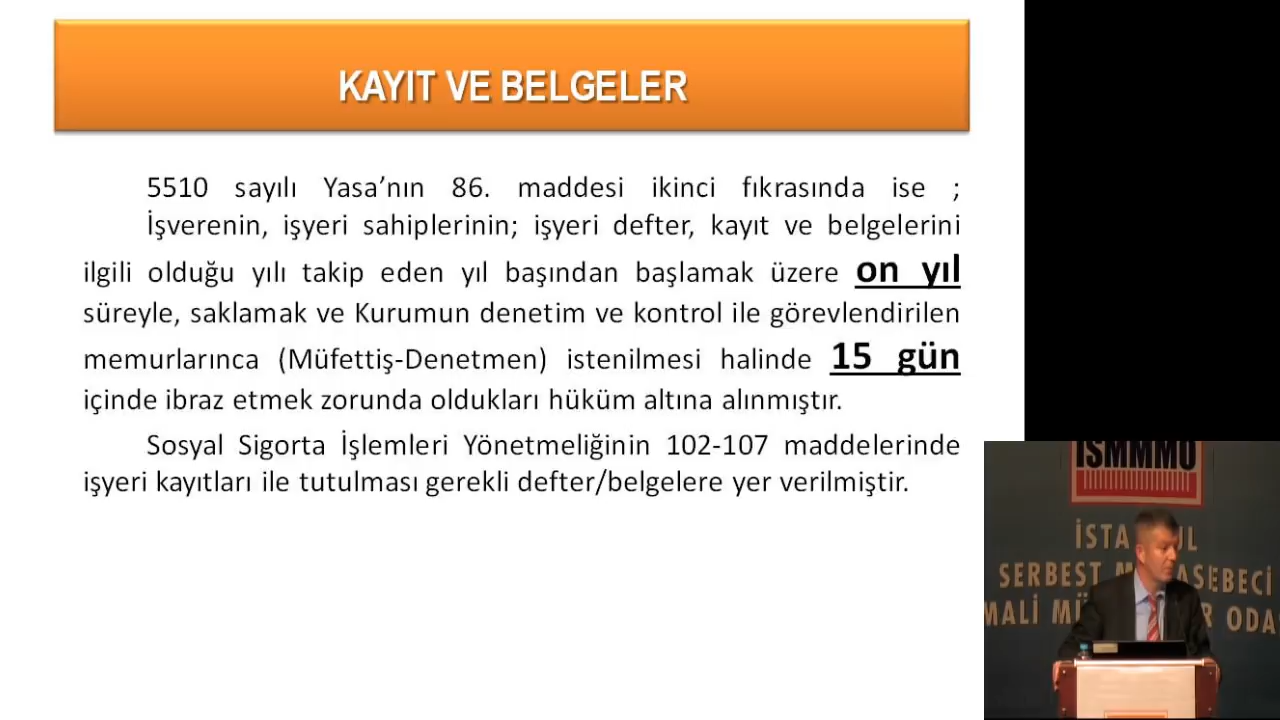 KAYIT VE BELGELER
5510 sayılı Yasa’nın 86. maddesi ikinci fıkrasında ise ;
İşverenin, işyeri sahiplerinin; işyeri defter, kayıt ve belgelerini
ilgili olduğu yılı takip eden yıl başından başlamak üzere on yıl
süreyle, saklamak ve Kurumun denetim ve kontrol ile görevlendirilen
memurlarınca (Müfettiş-Denetmen) istenilmesi halinde 15 gün
içinde ibraz etmek zorunda oldukları hüküm altına alınmıştır.
Sosyal Sigorta İşlemleri Yönetmeliğinin 102-107 maddelerinde
işyeri kayıtları ile tutulması gerekli defter/belgelere yer verilmiştir.
İSMMMO
SERBEST
MALİ